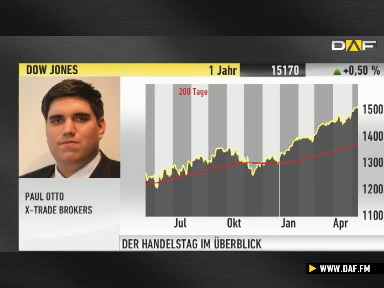 DAF
DOW JONES 1 Jahr 15170 +0,50 %
200 Tage
1500
1400
1300
1200
1100
Jul Okt Jan Apr
PAUL OTTO
X-TRADE BROKERS
DER HANDELSTAG IM ÜBERBLICK
WWW.DAF.FM